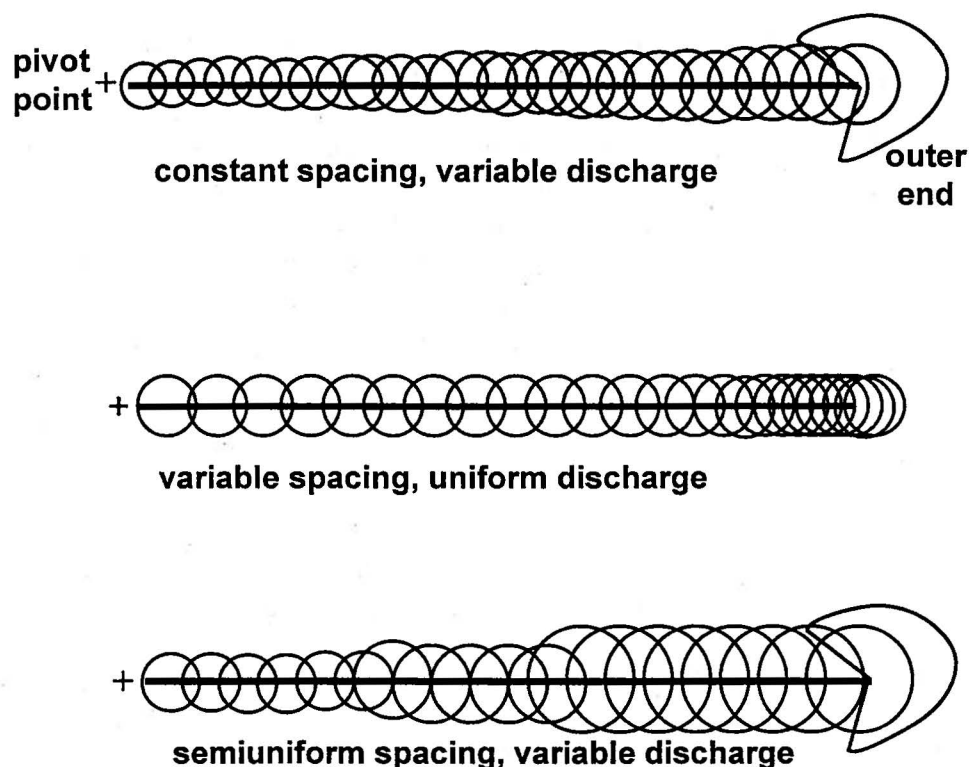 pivot
point
+
constant spacing, variable discharge
outer
end
+
variable spacing, uniform discharge
+
semiuniform spacing, variable discharge